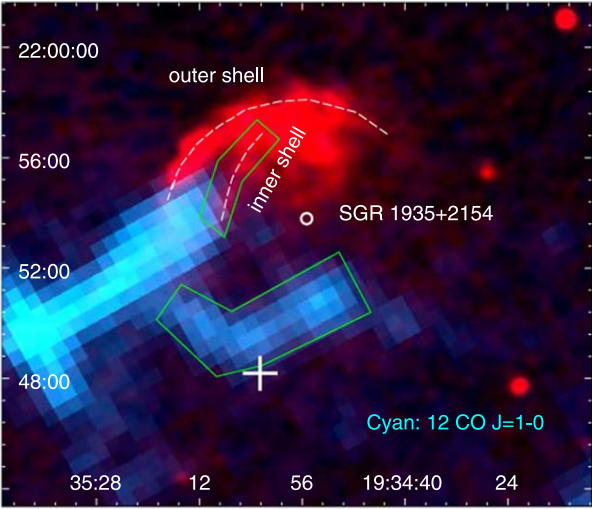 22:00:00
outer shell
56:00
inner shell
SGR 1935+2154
52:00
48:00
Cyan: 12 CO J=1-0
35:28 12 56 19:34:40 24